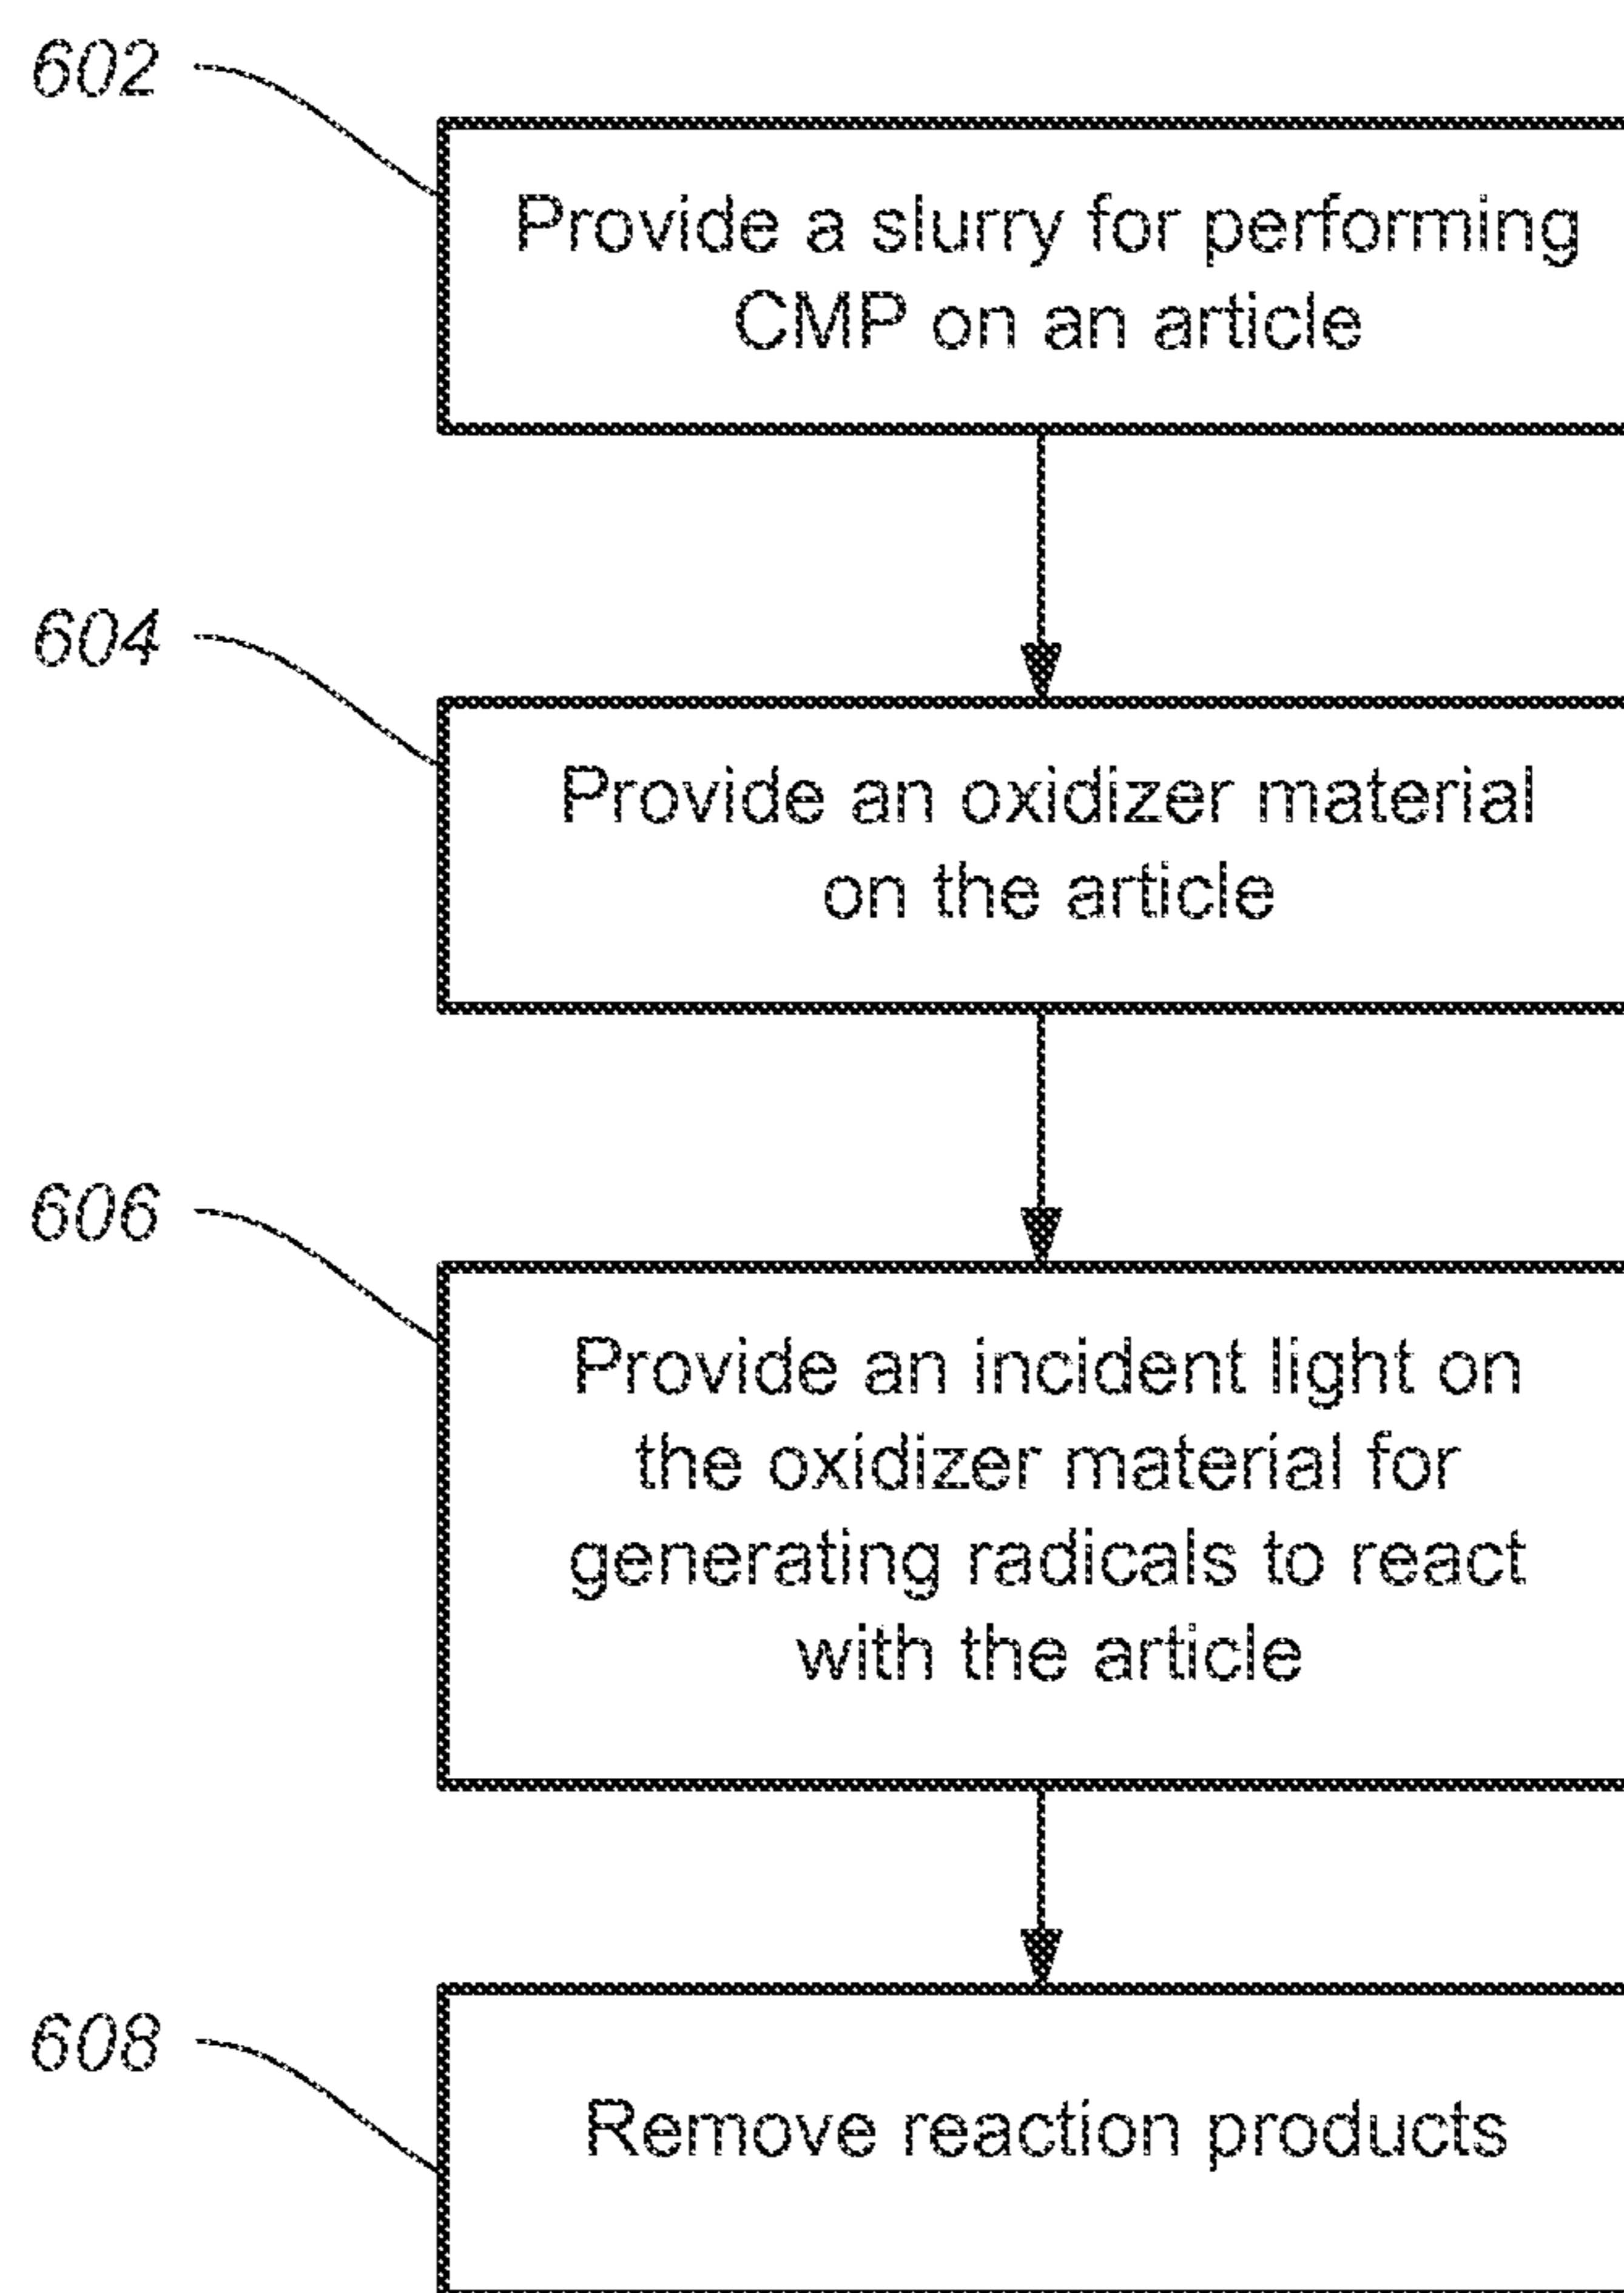 602
Provide a slurry for performing
CMP on an article
604
Provide an oxidizer material
on the article
606
Provide an incident light on
the oxidizer material for
generating radicals to react
with the article
608
Remove reaction products